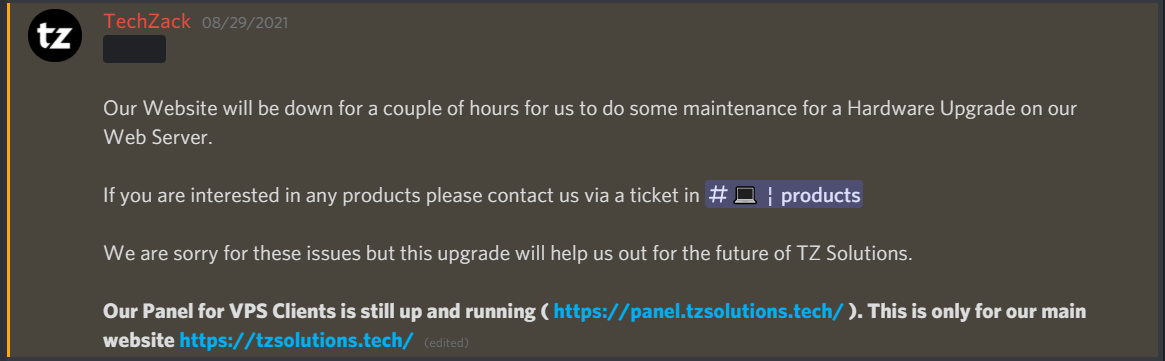 tz
TechZack 08/29/2021
Our Website will be down for a couple of hours for us to do some maintenance for a Hardware Upgrade on our
Web Server.
If you are interested in any products please contact us via a ticket in #💻 ¦ products
We are sorry for these issues but this upgrade will help us out for the future of TZ Solutions.
Our Panel for VPS Clients is still up and running ( https://panel.tzsolutions.tech/ ). This is only for our main
website https://tzsolutions.tech/ (edited)